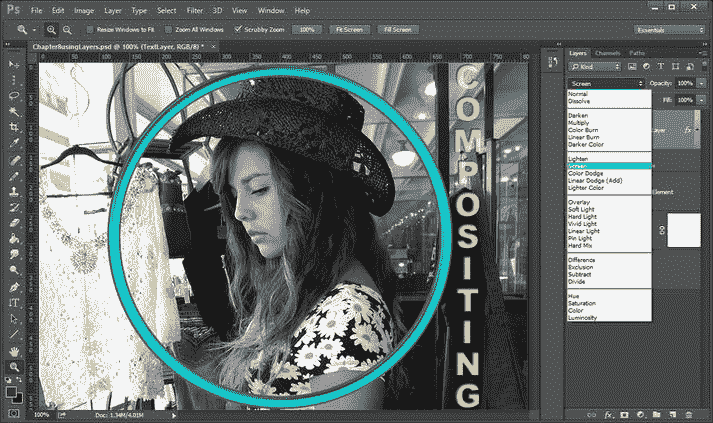 Ps File Edit Image Layer Type Select Filter 3D View Window Help
Resize Windows to Fit Zoom All Windows Scrubby Zoom 100% Fit Screen Fill Screen Essentials
Chapter8usingLayers.psd @ 100% (TextLayer, RGB/8) *
Layers Channels Paths
Kind
Screen Opacity: 100%
Fill: 100%
Normal
Dissolve
Darken
Multiply
Color Burn
Linear Burn
Darker Color
Layer fx
Lighten
Screen
Color Dodge
Linear Dodge (Add)
Lighter Color
Element
Overlay
Soft Light
Hard Light
Vivid Light
Linear Light
Pin Light
Hard Mix
Difference
Exclusion
Subtract
Divide
Hue
Saturation
Color
Luminosity
COMPOSITING
100% Doc: 1.34M/4.01M